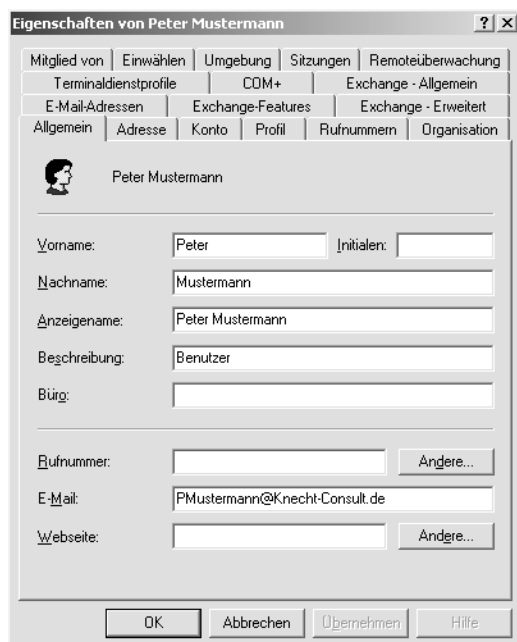 Eigenschaften von Peter Mustermann ? ×
Mitglied von Einwählen Umgebung Sitzungen Remoteüberwachung
Terminaldienstprofile COM+ Exchange - Allgemein
E-Mail-Adressen Exchange-Features Exchange - Erweitert
Allgemein Adresse Konto Profil Rufnummern Organisation
Peter Mustermann
Vorname: Peter Initialen:
Nachname: Mustermann
Anzeigename: Peter Mustermann
Beschreibung: Benutzer
Büro:
Rufnummer: Andere...
E-Mail: PMustermann@Knecht-Consult.de
Webseite: Andere...
OK Abbrechen Übernehmen Hilfe